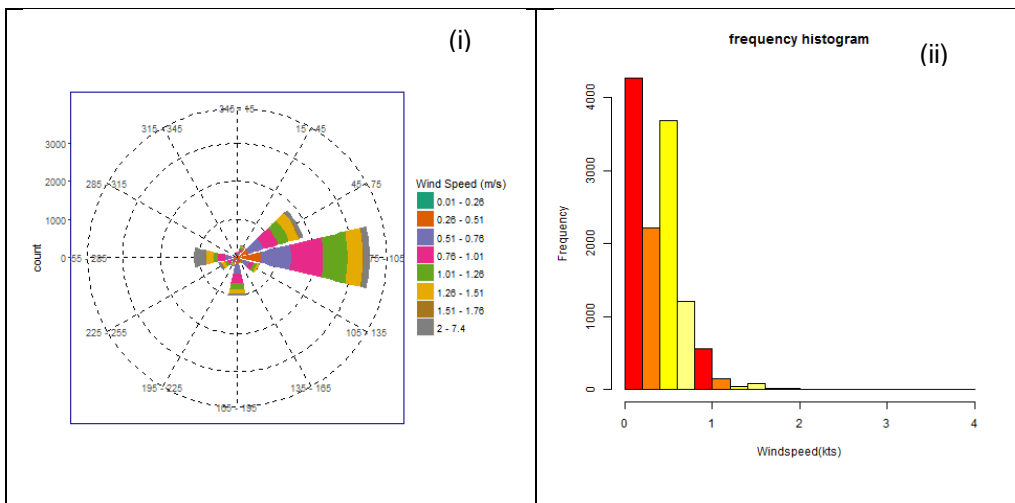 (i)
345 - 15
315 - 345
15 - 45
3000
2000
285 - 315
45 - 75
1000
count
0
255 - 285
75 - 105
225 - 255
105 - 135
195 - 225
135 - 165
165 - 195
Wind Speed (m/s)
0.01 - 0.26
0.26 - 0.51
0.51 - 0.76
0.76 - 1.01
1.01 - 1.26
1.26 - 1.51
1.51 - 1.76
2 - 7.4
frequency histogram
(ii)
Frequency
4000
3000
2000
1000
0
0 1 2 3 4
Windspeed(kts)